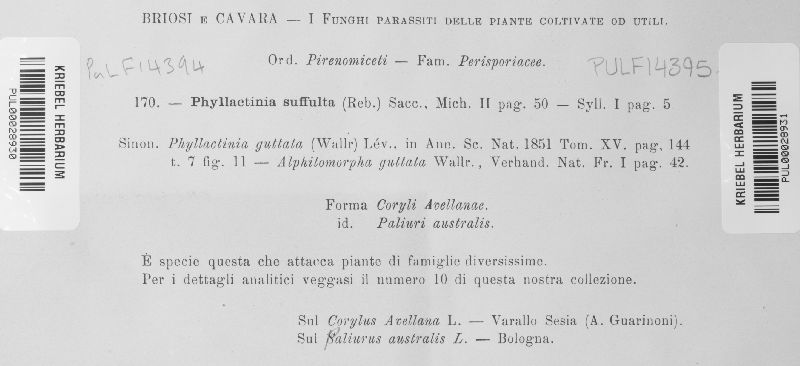 BRIOSI E CAVARA — I FUNGHI PARASSITI DELLE PIANTE COLTIVATE OD UTILI.
PULF14394
Ord. Pirenomiceti — Fam. Perisporiacee.
PULF14395
KRIEBEL HERBARIUM
PUL00028930
KRIEBEL HERBARIUM
PUL00028931
170. — Phyllactinia suffulta (Reb.) Sacc., Mich. II pag. 50 — Syll. I pag. 5
Sinon. Phyllactinia guttata (Wallr) Lév., in Ann. Sc. Nat. 1851 Tom. XV. pag, 144
t. 7 fig. 11 — Alphitomorpha guttata Wallr., Verhand. Nat. Fr. I pag. 42.
Forma Coryli Avellanae.
id. Paliuri australis.
È specie questa che attacca piante di famiglie diversissime.
Per i dettagli analitici veggasi il numero 10 di questa nostra collezione.
Sul Corylus Avellana L. — Varallo Sesia (A. Guarinoni).
Sul Paliurus australis L. — Bologna.